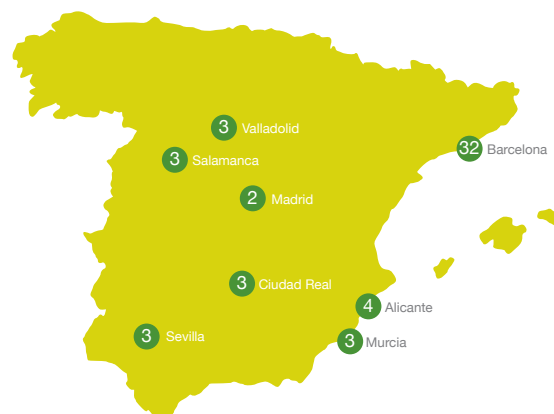 3 Valladolid
32 Barcelona
3 Salamanca
2 Madrid
3 Ciudad Real
4 Alicante
3 Sevilla
3 Murcia